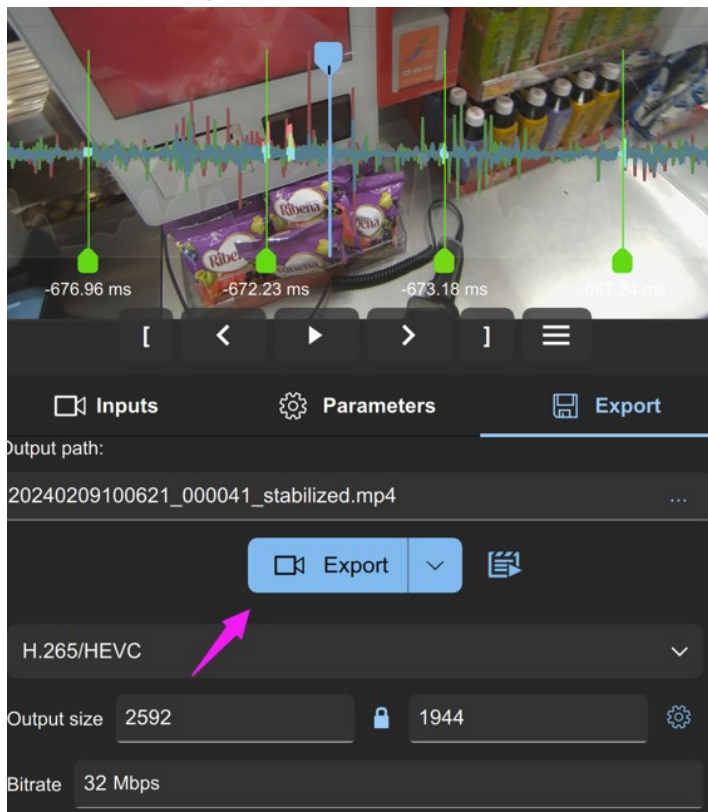 Ribena
Ribena
-676.96 ms
-672.23 ms
-673.18 ms
-667.24 ms
[
]
Inputs
Parameters
Export
Output path:
20240209100621_000041_stabilized.mp4
...
Export
H.265/HEVC
Output size
2592
1944
Bitrate
32 Mbps